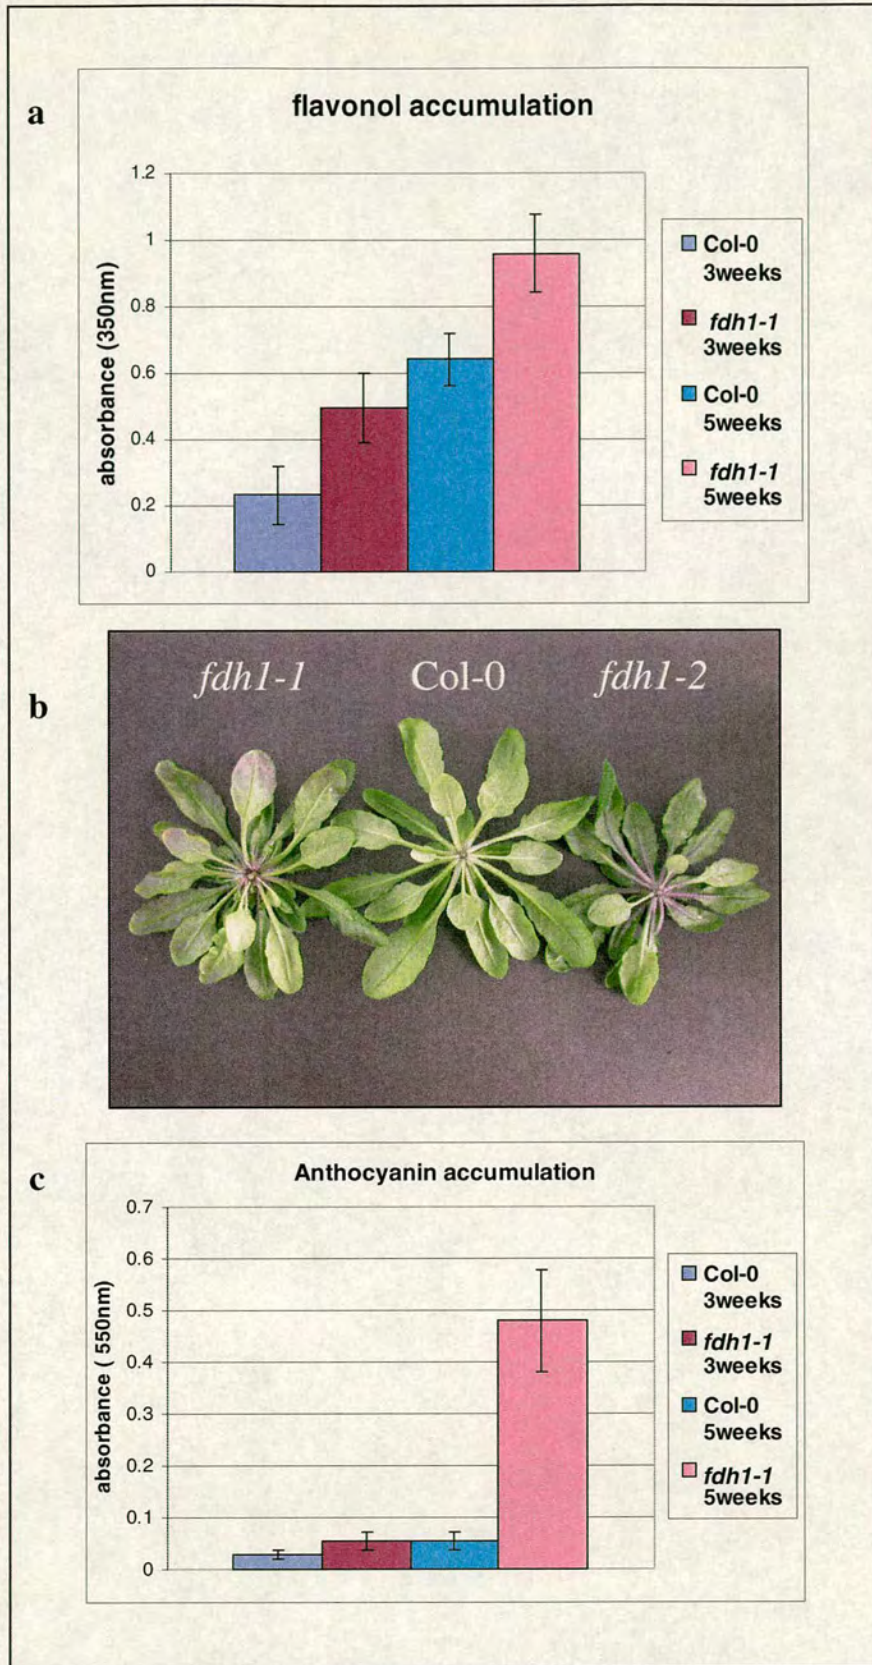 a
flavonol accumulation
absorbance (350nm)
1.2
1
0.8
0.6
0.4
0.2
0
Col-0
3weeks
fdh1-1
3weeks
Col-0
5weeks
fdh1-1
5weeks
b
fdh1-1 Col-0 fdh1-2
c
Anthocyanin accumulation
absorbance ( 550nm)
0.7
0.6
0.5
0.4
0.3
0.2
0.1
0
Col-0
3weeks
fdh1-1
3weeks
Col-0
5weeks
fdh1-1
5weeks